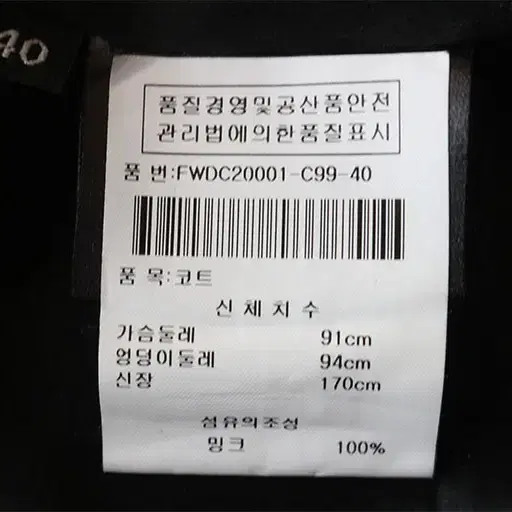 40
품질경영및공산품안전
관리법에의한품질표시
품 번:FWDC20001-C99-40
품 목:코트
신체치수
가슴둘레 91cm
엉덩이둘레 94cm
신장 170cm
섬유의조성
밍크 100%